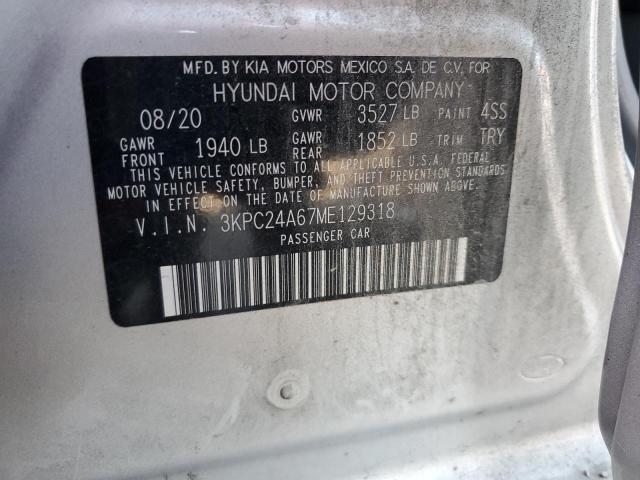 MFD. BY KIA MOTORS MEXICO S.A. DE C.V. FOR
HYUNDAI MOTOR COMPANY
08/20 GVWR 3527 LB PAINT 4SS
GAWR FRONT 1940 LB GAWR REAR 1852 LB TRIM TRY
THIS VEHICLE CONFORMS TO ALL APPLICABLE U.S.A. FEDERAL
MOTOR VEHICLE SAFETY, BUMPER, AND THEFT PREVENTION STANDARDS
IN EFFECT ON THE DATE OF MANUFACTURE SHOWN ABOVE.
V.I.N. 3KPC24A67ME129318
PASSENGER CAR